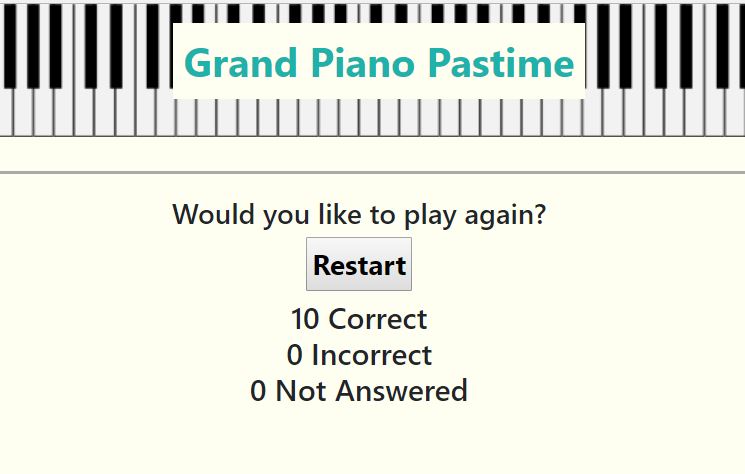 Grand Piano Pastime
Would you like to play again?
Restart
10 Correct
0 Incorrect
0 Not Answered